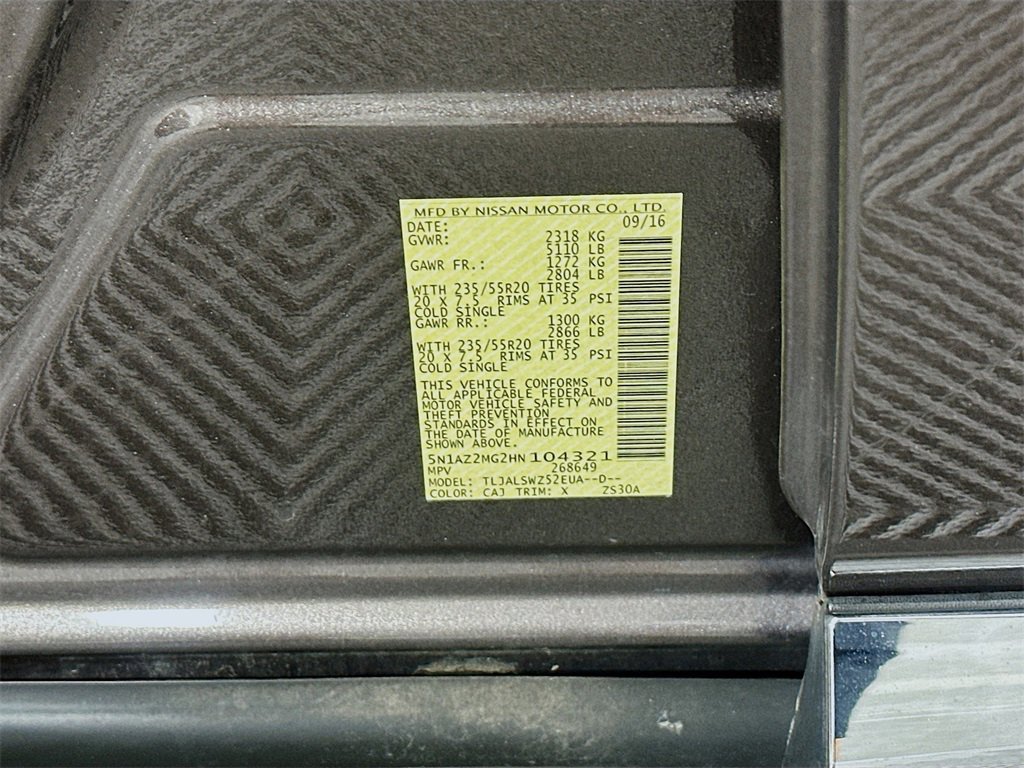 MFD BY NISSAN MOTOR CO., LTD.
DATE: 09/16
GVWR: 2318 KG
5110 LB
GAWR FR.: 1272 KG
2804 LB
WITH 235/55R20 TIRES
20 X 7.5 RIMS AT 35 PSI
COLD SINGLE
GAWR RR.: 1300 KG
2866 LB
WITH 235/55R20 TIRES
20 X 7.5 RIMS AT 35 PSI
COLD SINGLE
THIS VEHICLE CONFORMS TO
ALL APPLICABLE FEDERAL
MOTOR VEHICLE SAFETY AND
THEFT PREVENTION
STANDARDS IN EFFECT ON
THE DATE OF MANUFACTURE
SHOWN ABOVE.
5N1AZ2MG2HN104321
MPV 268649
MODEL: TLJALSWZ52EUA--D--
COLOR: CAJ TRIM: X ZS30A